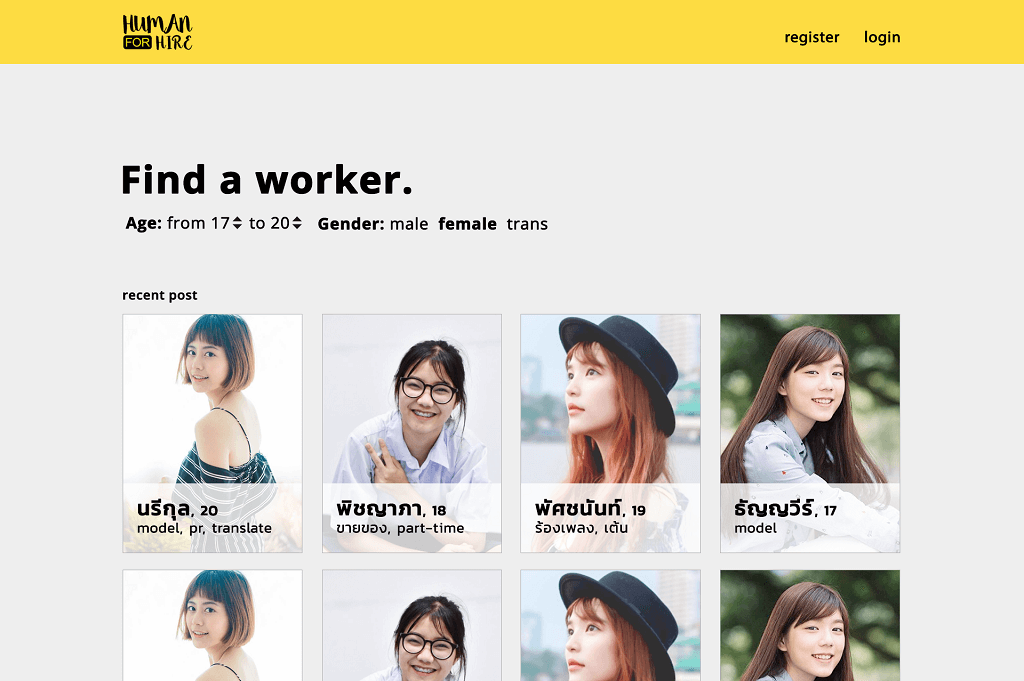 HUMAN
FOR HIRE
register login
Find a worker.
Age: from 17 to 20 Gender: male female trans
recent post
นรีกุล, 20
model, pr, translate
พิชญาภา, 18
ขายของ, part-time
พัศชนันท์, 19
ร้องเพลง, เต้น
ธัญญวีร์, 17
model